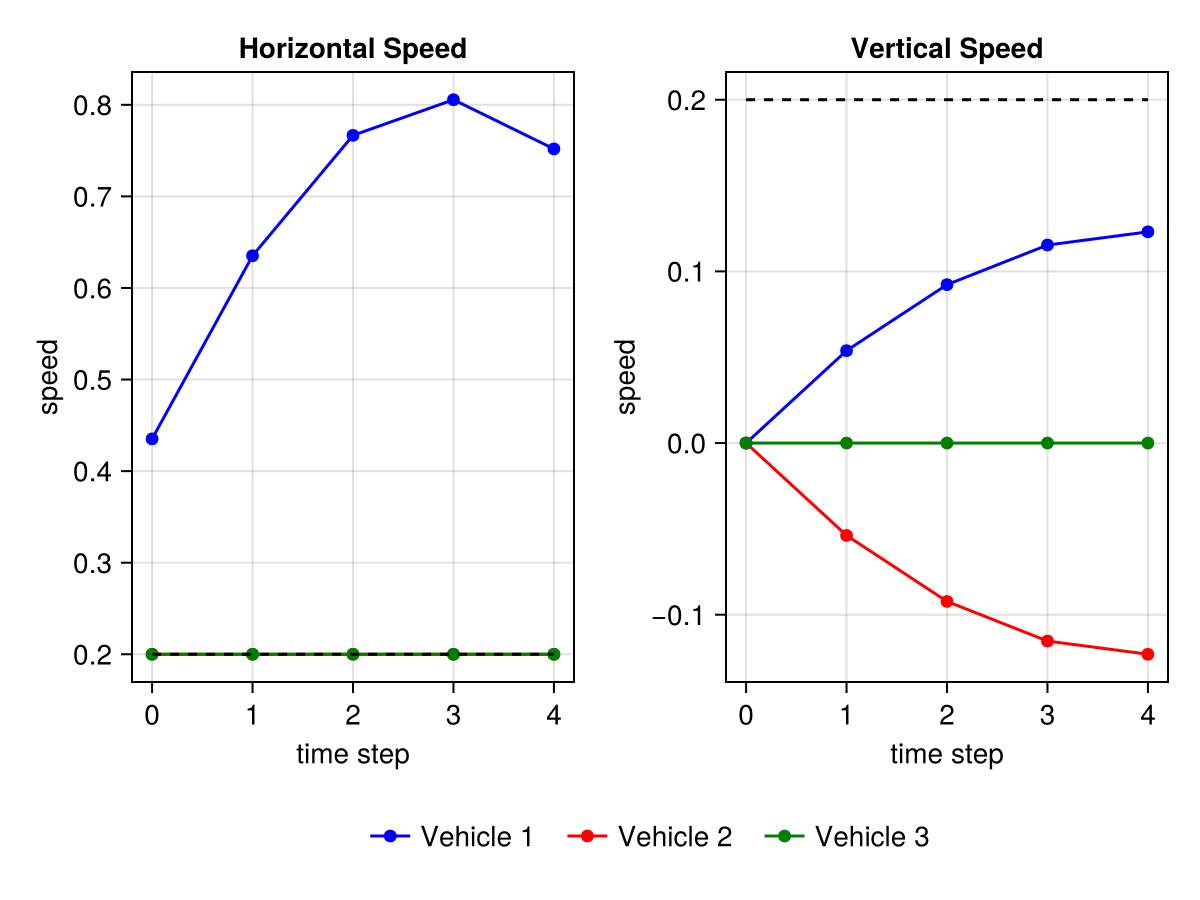 Horizontal Speed
0.8
0.7
0.6
0.5
0.4
0.3
0.2
speed
0 1 2 3 4
time step
Vertical Speed
0.2
0.1
0.0
−0.1
speed
0 1 2 3 4
time step
Vehicle 1 Vehicle 2 Vehicle 3